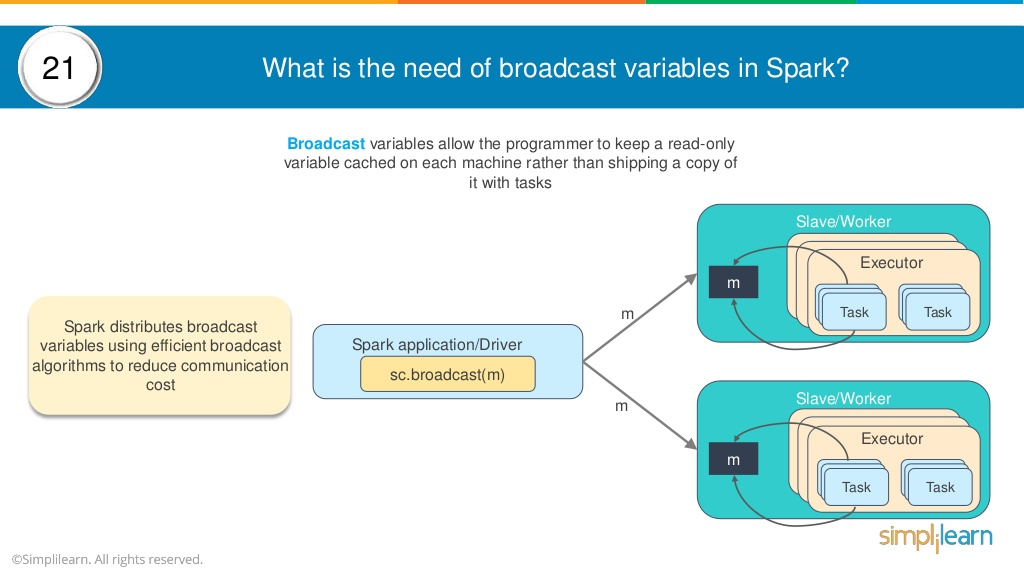 21
What is the need of broadcast variables in Spark?
Broadcast variables allow the programmer to keep a read-only
variable cached on each machine rather than shipping a copy of
it with tasks
Spark distributes broadcast
variables using efficient broadcast
algorithms to reduce communication
cost
Spark application/Driver
sc.broadcast(m)
m
m
Slave/Worker
Executor
m
Task
Task
Slave/Worker
Executor
m
Task
Task
simplilearn
©Simplilearn. All rights reserved.